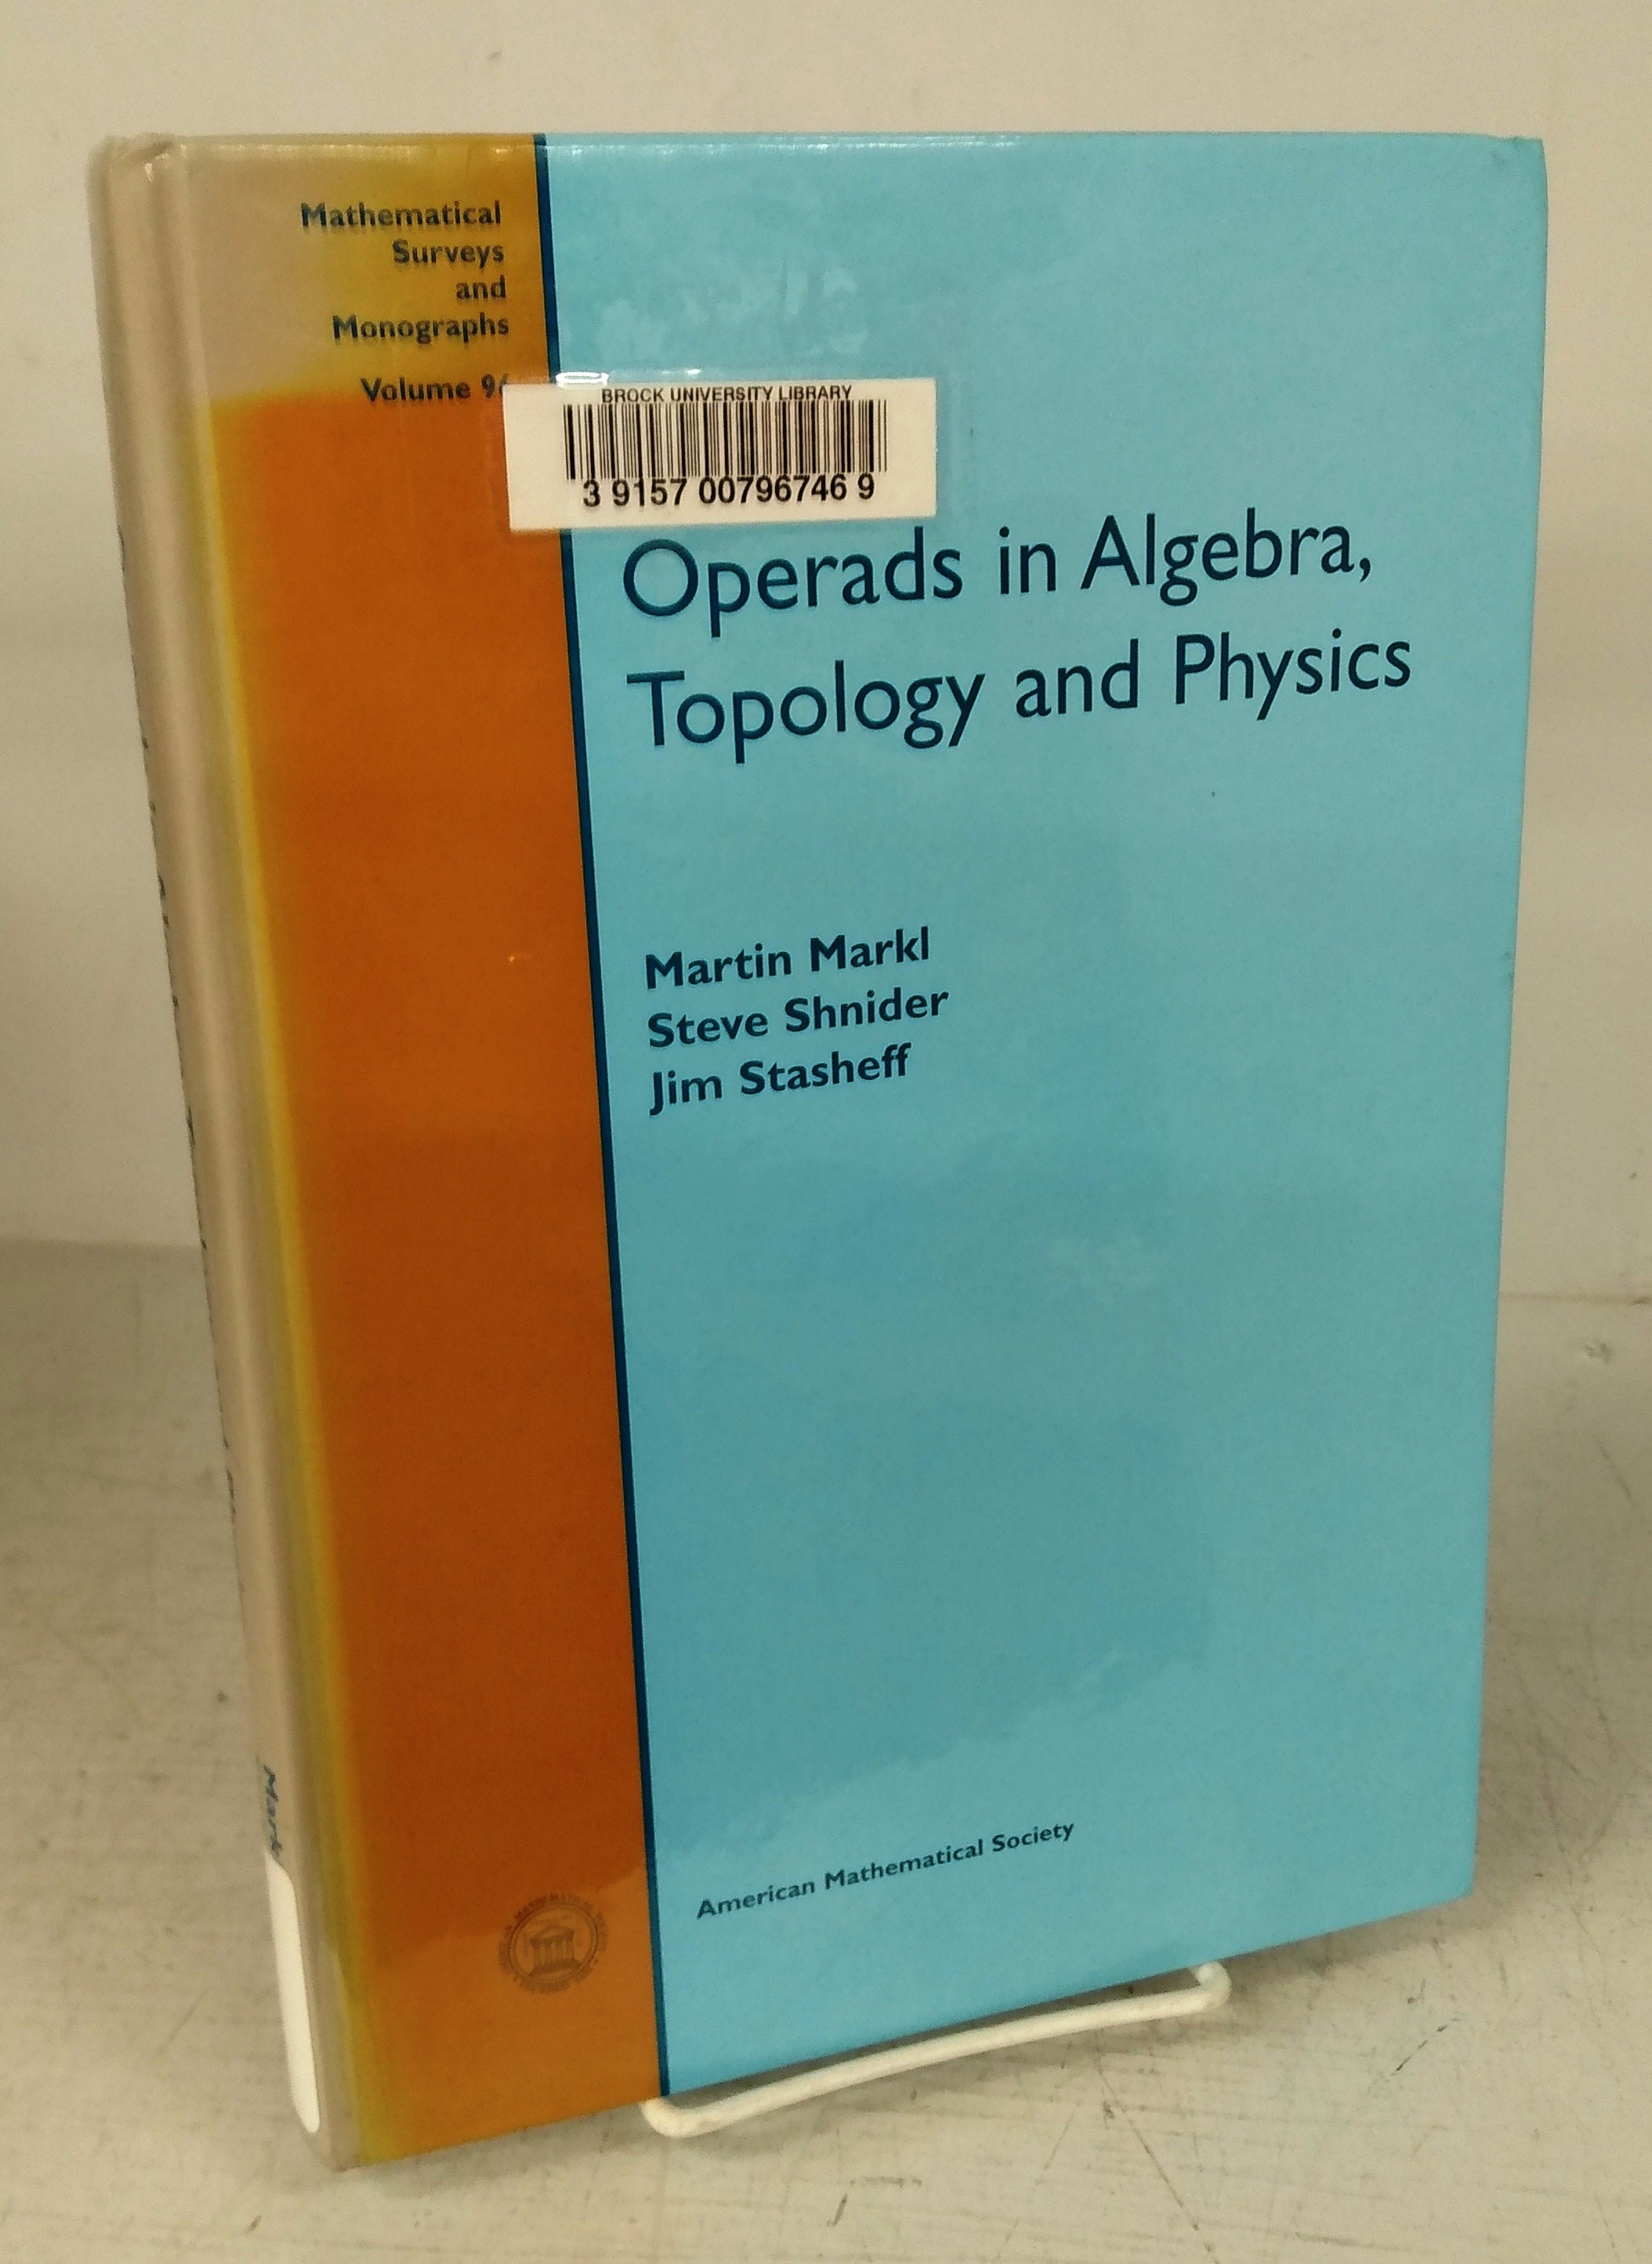 Mathematical
Surveys
and
Monographs
Volume
BROCK UNIVERSITY LIBRARY
3 9157 00796746 9
Operads in Algebra,
Topology and Physics
Martin Markl
Steve Shnider
Jim Stasheff
American Mathematical Society